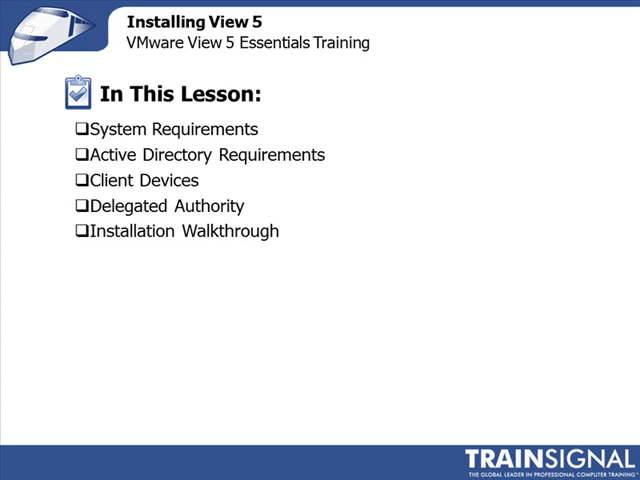 Installing View 5
VMware View 5 Essentials Training
In This Lesson:
❑System Requirements
❑Active Directory Requirements
❑Client Devices
❑Delegated Authority
❑Installation Walkthrough
TRAINSIGNAL
THE GLOBAL LEADER IN PROFESSIONAL COMPUTER TRAINING™